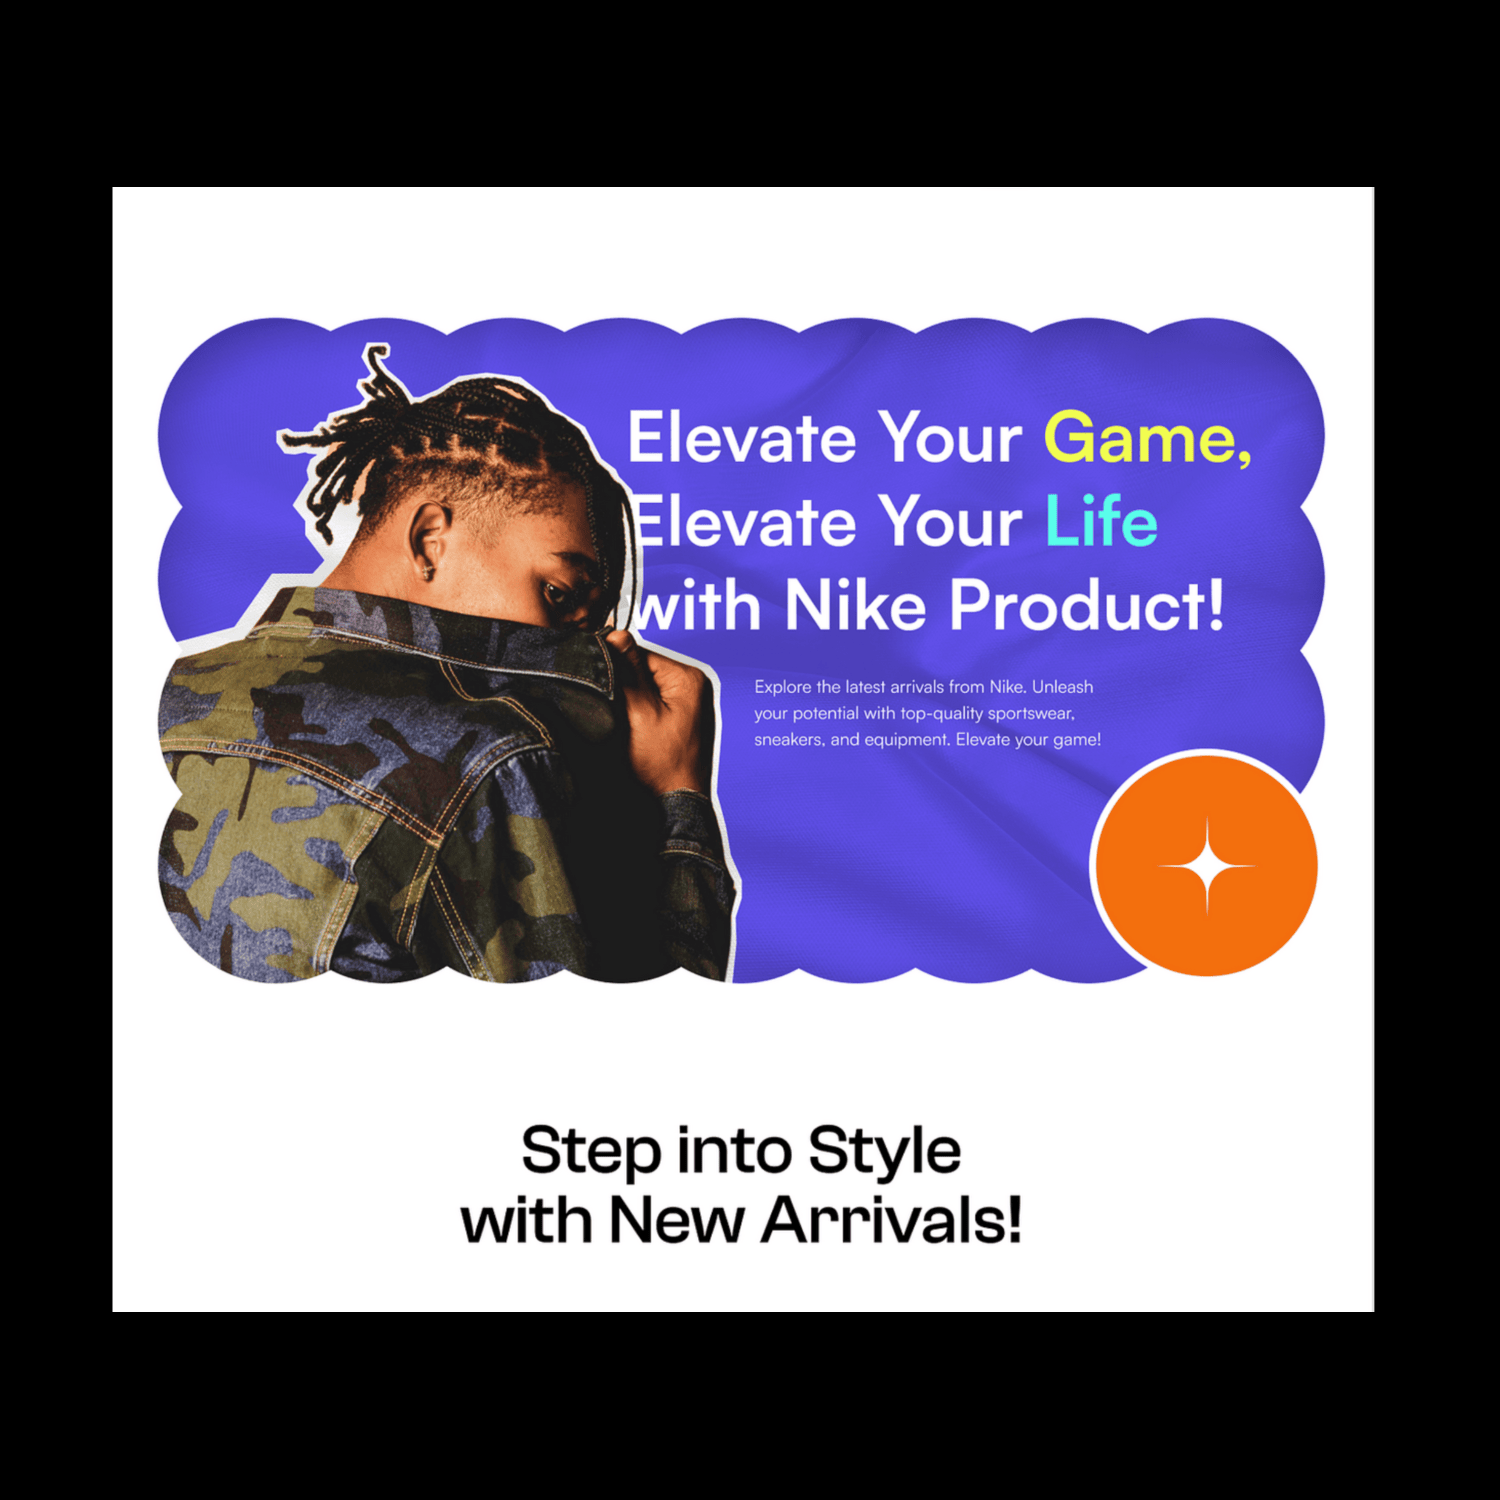 Elevate Your Game,
Elevate Your Life
with Nike Product!
Explore the latest arrivals from Nike. Unleash
your potential with top-quality sportswear,
sneakers, and equipment. Elevate your game!
Step into Style
with New Arrivals!